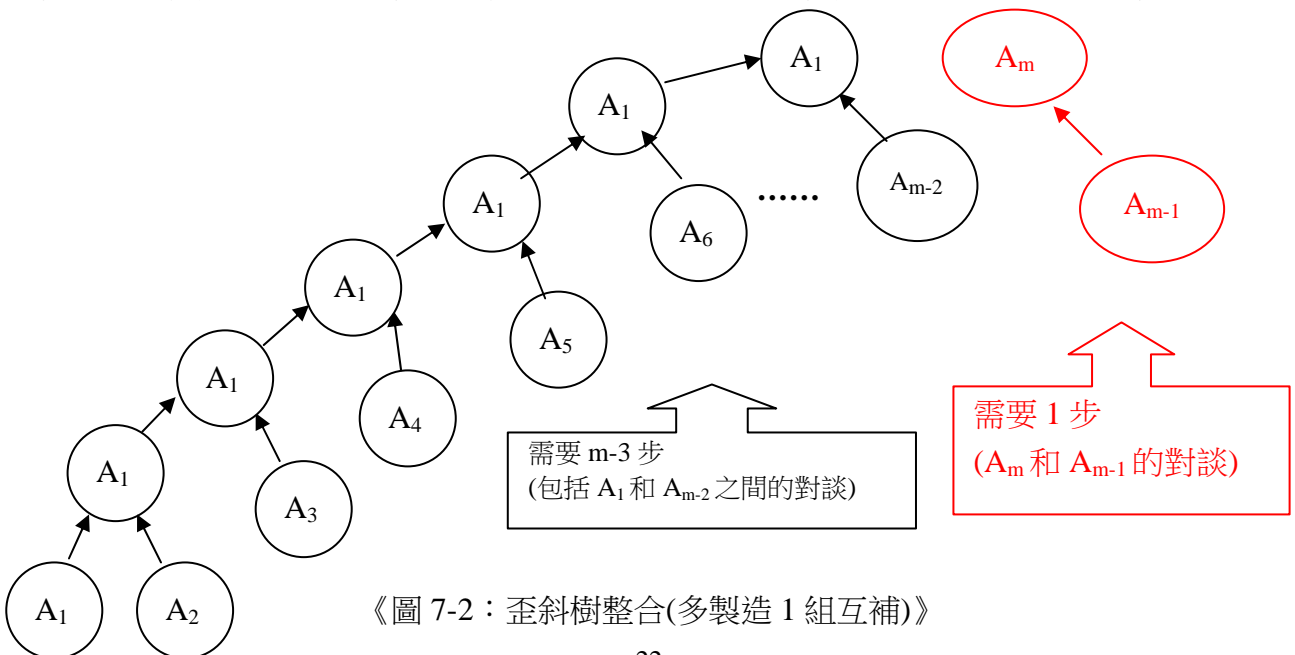 A₁
Aₘ
A₁
Aₘ₋₂
A₁
Aₘ₋₁
......
A₆
A₁
A₅
A₁
A₄
需要 1 步
(Aₘ 和 Aₘ₋₁ 的對談)
需要 m-3 步
(包括 A₁ 和 Aₘ₋₂ 之間的對談)
A₁
A₃
A₁
A₂
《圖 7-2：歪斜樹整合(多製造 1 組互補)》